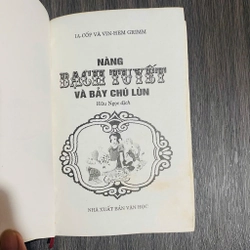 IA-CỐP VÀ VIN-HEM GRIMM
NÀNG
BẠCH TUYẾT
VÀ BẢY CHÚ LÙN
Hữu Ngọc dịch
NHÀ XUẤT BẢN VĂN HỌC